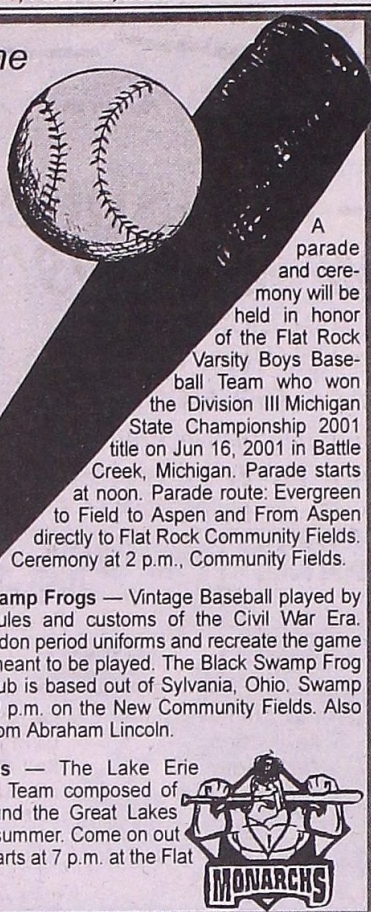 ne
A
parade
and cere-
mony will be
held in honor
of the Flat Rock
Varsity Boys Base-
ball Team who won
the Division III Michigan
State Championship 2001
title on Jun 16, 2001 in Battle
Creek, Michigan. Parade starts
at noon. Parade route: Evergreen
to Field to Aspen and From Aspen
directly to Flat Rock Community Fields.
Ceremony at 2 p.m., Community Fields.
amp Frogs — Vintage Baseball played by
ules and customs of the Civil War Era.
don period uniforms and recreate the game
meant to be played. The Black Swamp Frog
ub is based out of Sylvania, Ohio. Swamp
p.m. on the New Community Fields. Also
om Abraham Lincoln.
s — The Lake Erie
Team composed of
und the Great Lakes
summer. Come on out
arts at 7 p.m. at the Flat
MONARCHS